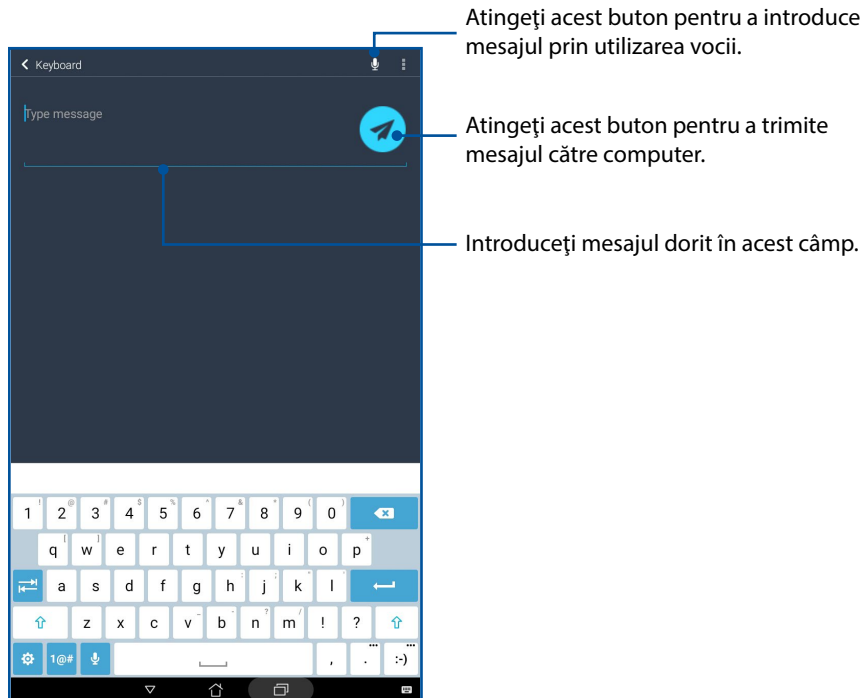 Atingeţi acest buton pentru a introduce
mesajul prin utilizarea vocii.
Keyboard
Type message
Atingeţi acest buton pentru a trimite
mesajul către computer.
Introduceţi mesajul dorit în acest câmp.
1 ! 2 @ 3 # 4 $ 5 % 6 ^ 7 & 8 * 9 ( 0 )
q [ w ] e r t y u i o p +
a s d f g h : j ; k " l '
z x c v - b - n ? m / ! ?
1@# , . ... :-) ...